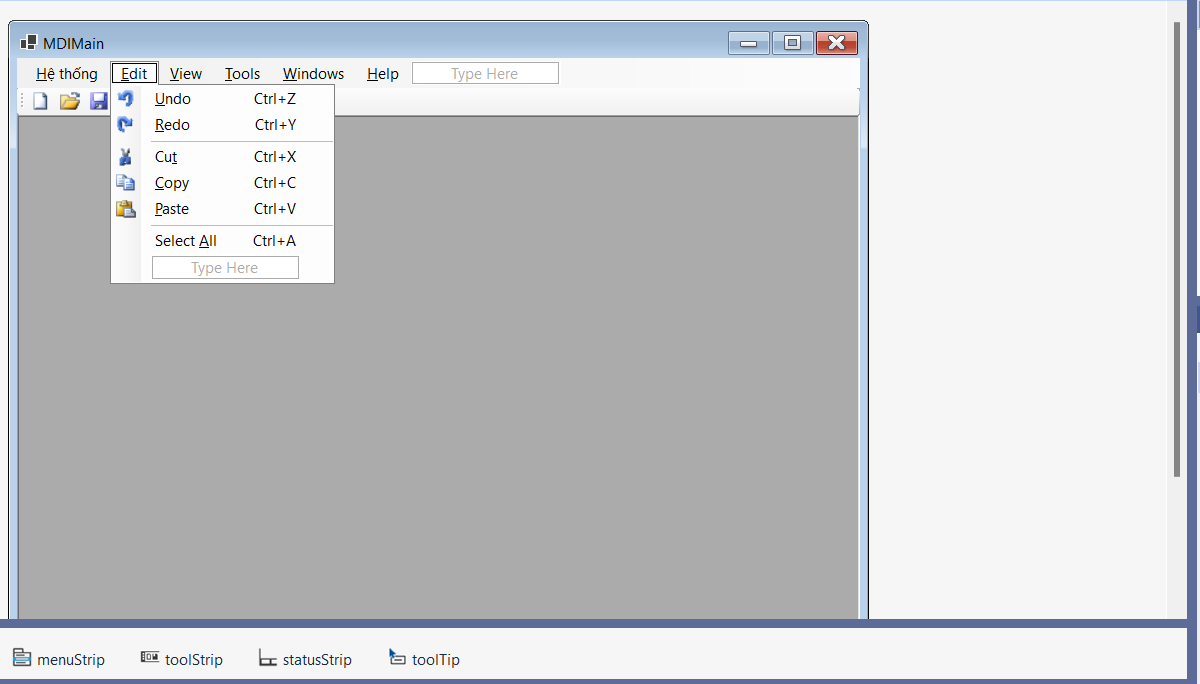 MDIMain
Hệ thống Edit View Tools Windows Help Type Here
Undo Ctrl+Z
Redo Ctrl+Y
Cut Ctrl+X
Copy Ctrl+C
Paste Ctrl+V
Select All Ctrl+A
Type Here
menuStrip toolStrip statusStrip toolTip